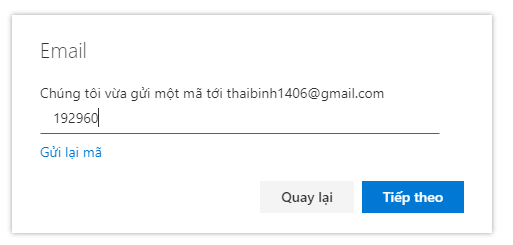 Email
Chúng tôi vừa gửi một mã tới thaibinh1406@gmail.com
192960
Gửi lại mã
Quay lại
Tiếp theo